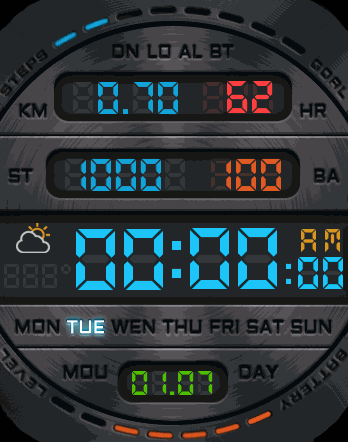 DN LO AL BT
STEPS
GOAL
KM 0.70 62 HR
ST 1000 100 BA
00:00:00 AM
MON TUE WEN THU FRI SAT SUN
MOU 01.07 DAY
LEVEL
BATTERY